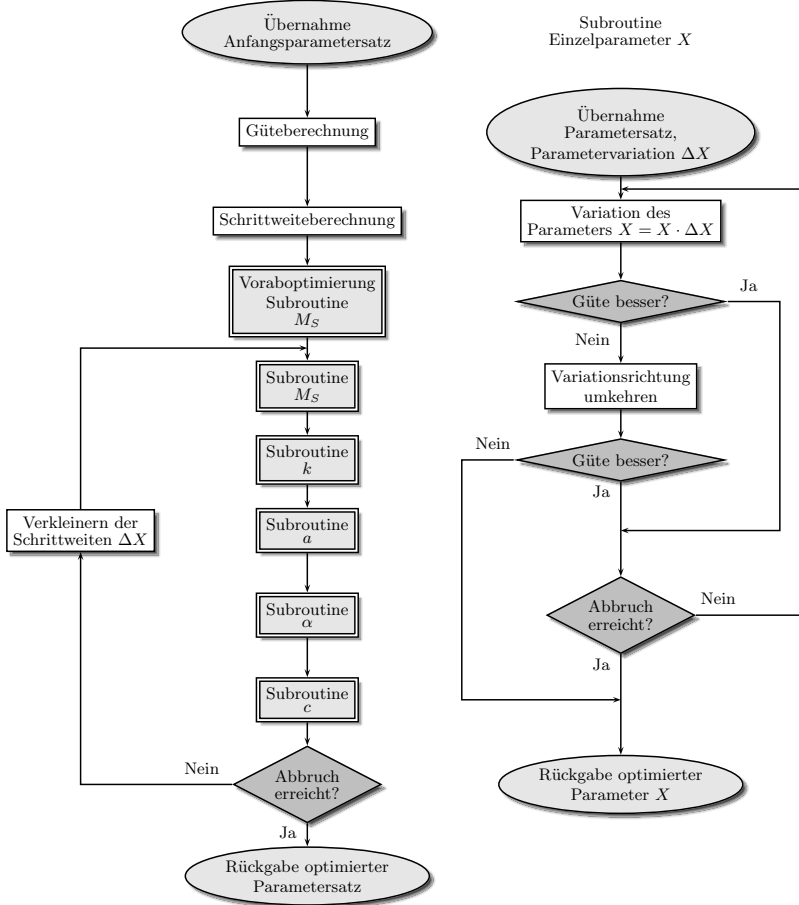 Übernahme
Anfangsparametersatz
Güteberechnung
Schrittweiteberechnung
Voraboptimierung
Subroutine
M_S
Subroutine
M_S
Subroutine
k
Subroutine
a
Subroutine
α
Subroutine
c
Abbruch
erreicht?
Nein
Ja
Verkleinern der
Schrittweiten ΔX
Rückgabe optimierter
Parametersatz
Subroutine
Einzelparameter X
Übernahme
Parametersatz,
Parametervariation ΔX
Variation des
Parameters X = X · ΔX
Güte besser?
Ja
Nein
Variationsrichtung
umkehren
Güte besser?
Nein
Ja
Abbruch
erreicht?
Nein
Ja
Rückgabe optimierter
Parameter X